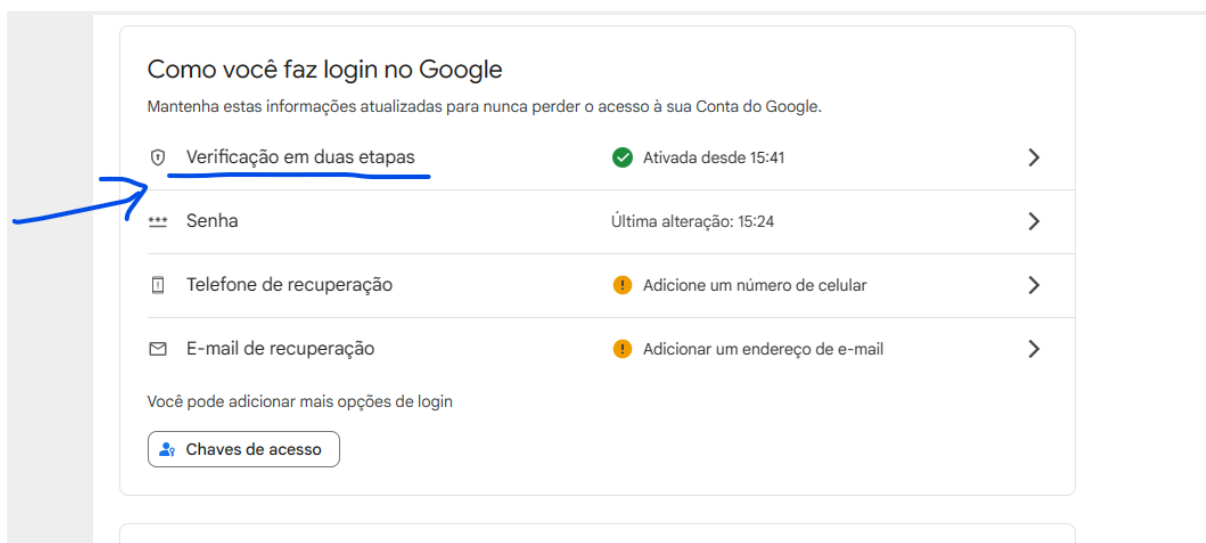 Como você faz login no Google
Mantenha estas informações atualizadas para nunca perder o acesso à sua Conta do Google.
Verificação em duas etapas Ativada desde 15:41
Senha Última alteração: 15:24
Telefone de recuperação Adicione um número de celular
E-mail de recuperação Adicionar um endereço de e-mail
Você pode adicionar mais opções de login
Chaves de acesso